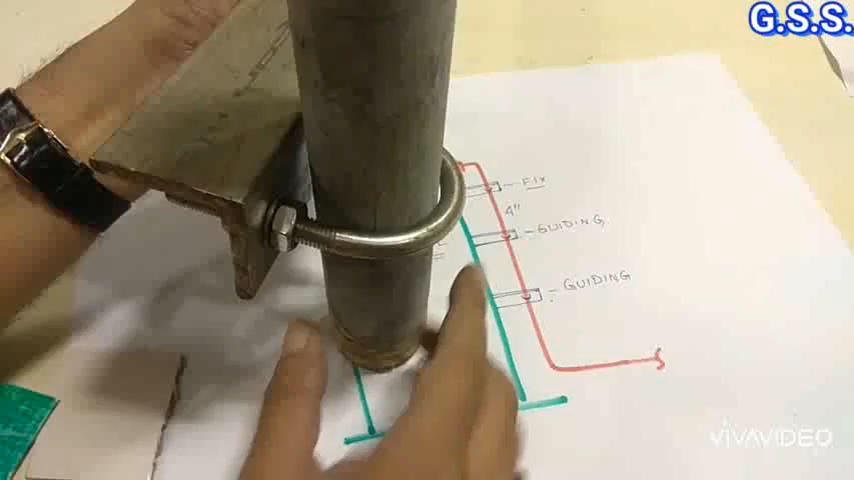 G.S.S.
FIX
4"
GUIDING
GUIDING
VIVAVIDEO